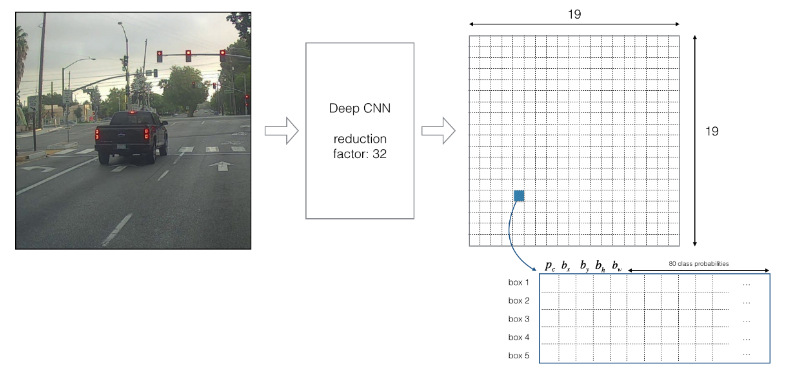 19
Deep CNN
reduction
factor: 32
19
p_c b_x b_y b_h b_w 80 class probabilities
box 1 ...
box 2 ...
box 3 ...
box 4 ...
box 5 ...